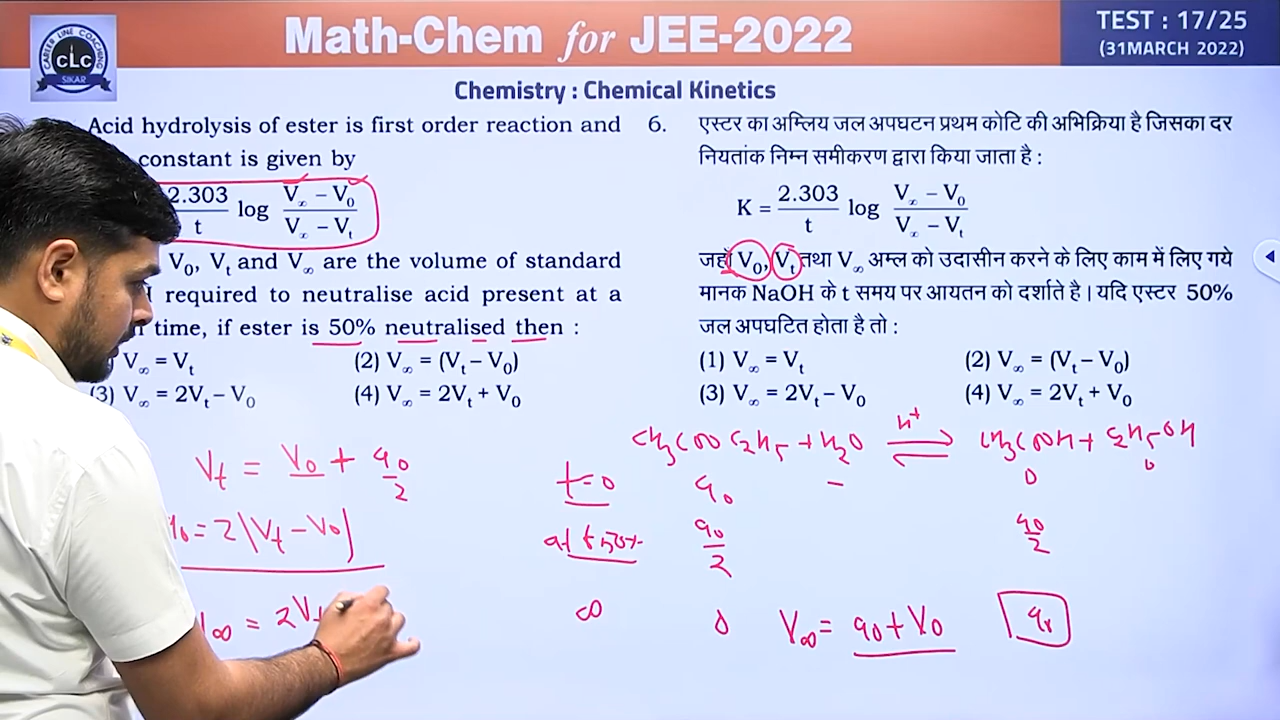 CAREER LINE COACHING
CLC
SIKAR
Math-Chem for JEE-2022
TEST : 17/25
(31MARCH 2022)
Chemistry : Chemical Kinetics
Acid hydrolysis of ester is first order reaction and
constant is given by
2.303/t log (V∞ – V₀)/(V∞ – Vₜ)
V₀, Vₜ and V∞ are the volume of standard
required to neutralise acid present at a
time, if ester is 50% neutralised then :
V∞ = Vₜ
(2) V∞ = (Vₜ – V₀)
(3) V∞ = 2Vₜ – V₀
(4) V∞ = 2Vₜ + V₀
6. एस्टर का अम्लिय जल अपघटन प्रथम कोटि की अभिक्रिया है जिसका दर
नियतांक निम्न समीकरण द्वारा किया जाता है :
K = 2.303/t log (V∞ – V₀)/(V∞ – Vₜ)
जहाँ V₀, Vₜ तथा V∞ अम्ल को उदासीन करने के लिए काम में लिए गये
मानक NaOH के t समय पर आयतन को दर्शाते है। यदि एस्टर 50%
जल अपघटित होता है तो :
(1) V∞ = Vₜ
(2) V∞ = (Vₜ – V₀)
(3) V∞ = 2Vₜ – V₀
(4) V∞ = 2Vₜ + V₀
Vt = V0 + a0/2
= 2(Vt – V0)
∞ = 2Vt
CH3COOC2H5 + H2O ⇌ H+ CH3COOH + C2H5OH
t=0 a0 – 0 0
at t50% a0/2 a0/2
∞ 0 V∞ = a0 + V0